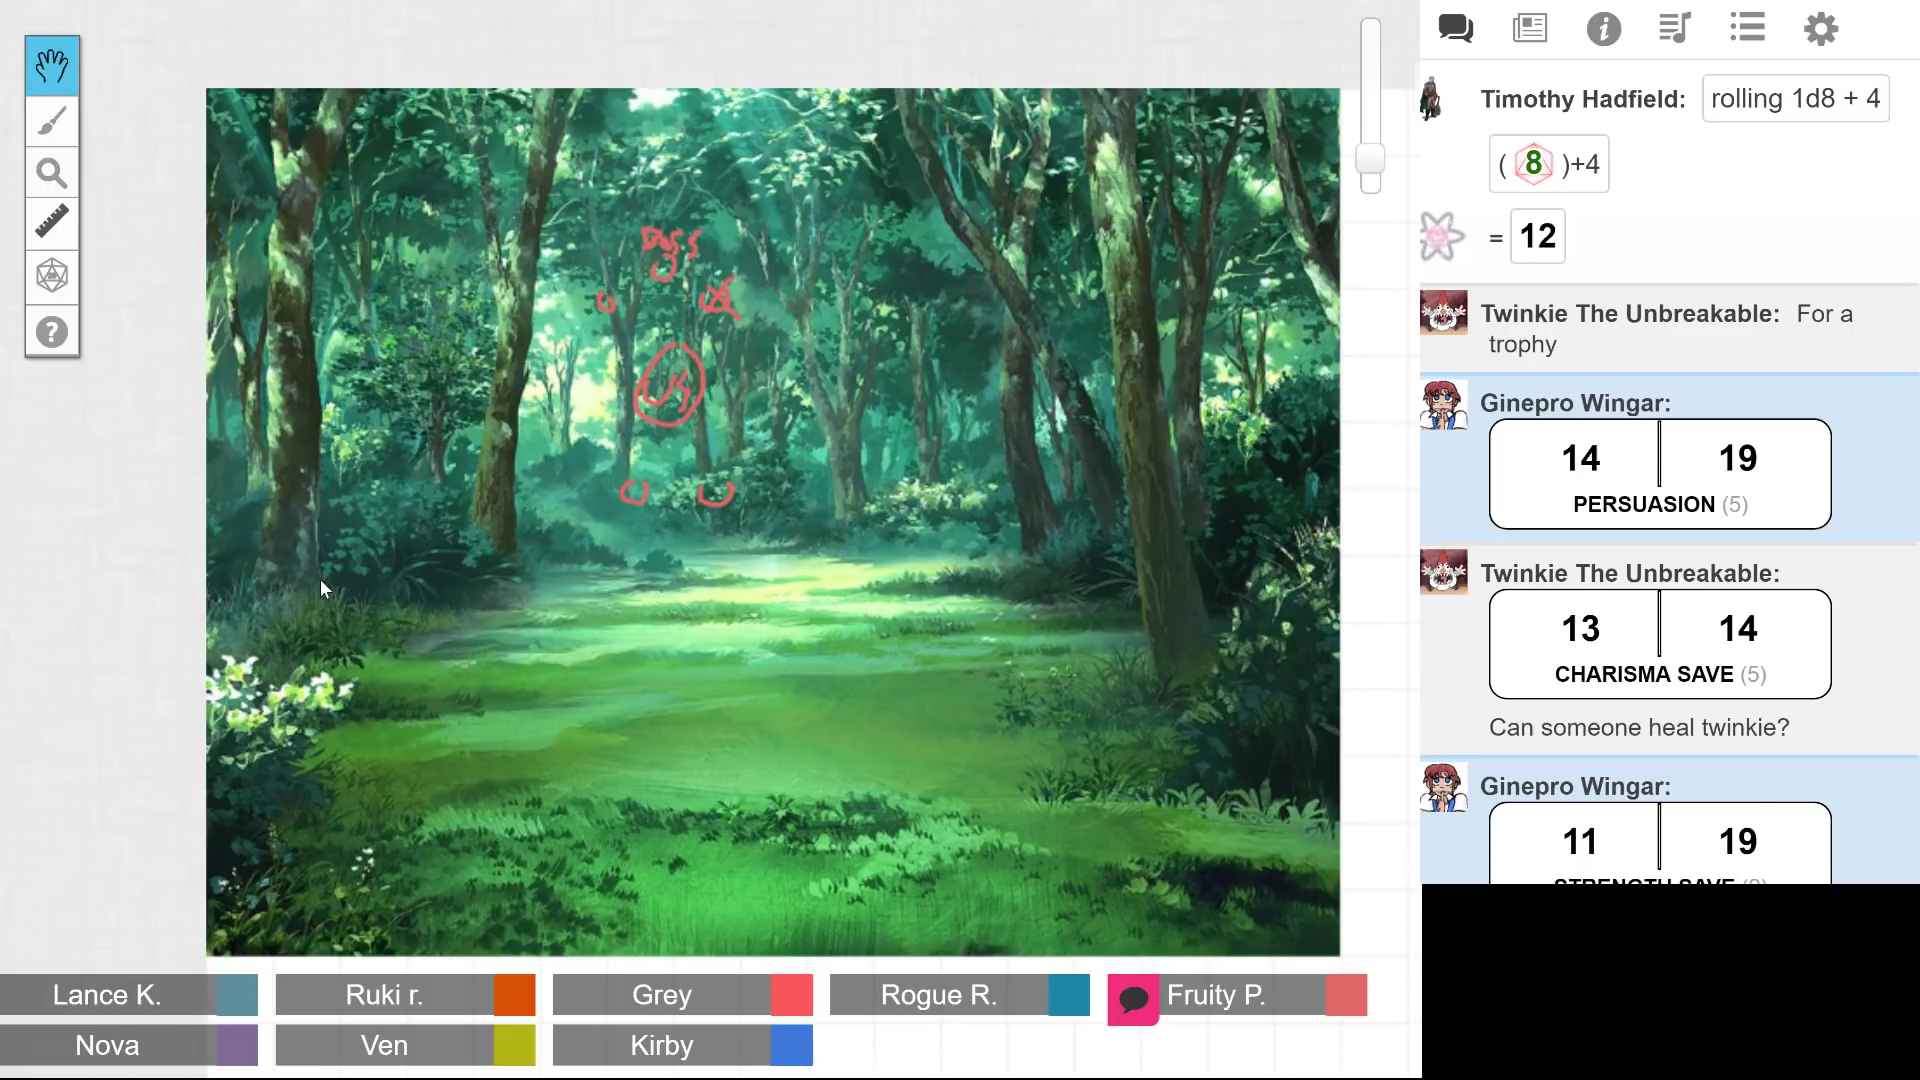 Timothy Hadfield: rolling 1d8 + 4
( 8 )+4
= 12
Twinkie The Unbreakable: For a
trophy
Ginepro Wingar:
14 19
PERSUASION (5)
Twinkie The Unbreakable:
13 14
CHARISMA SAVE (5)
Can someone heal twinkie?
Ginepro Wingar:
11 19
Boss
US
Lance K. Ruki r. Grey Rogue R. Fruity P.
Nova Ven Kirby